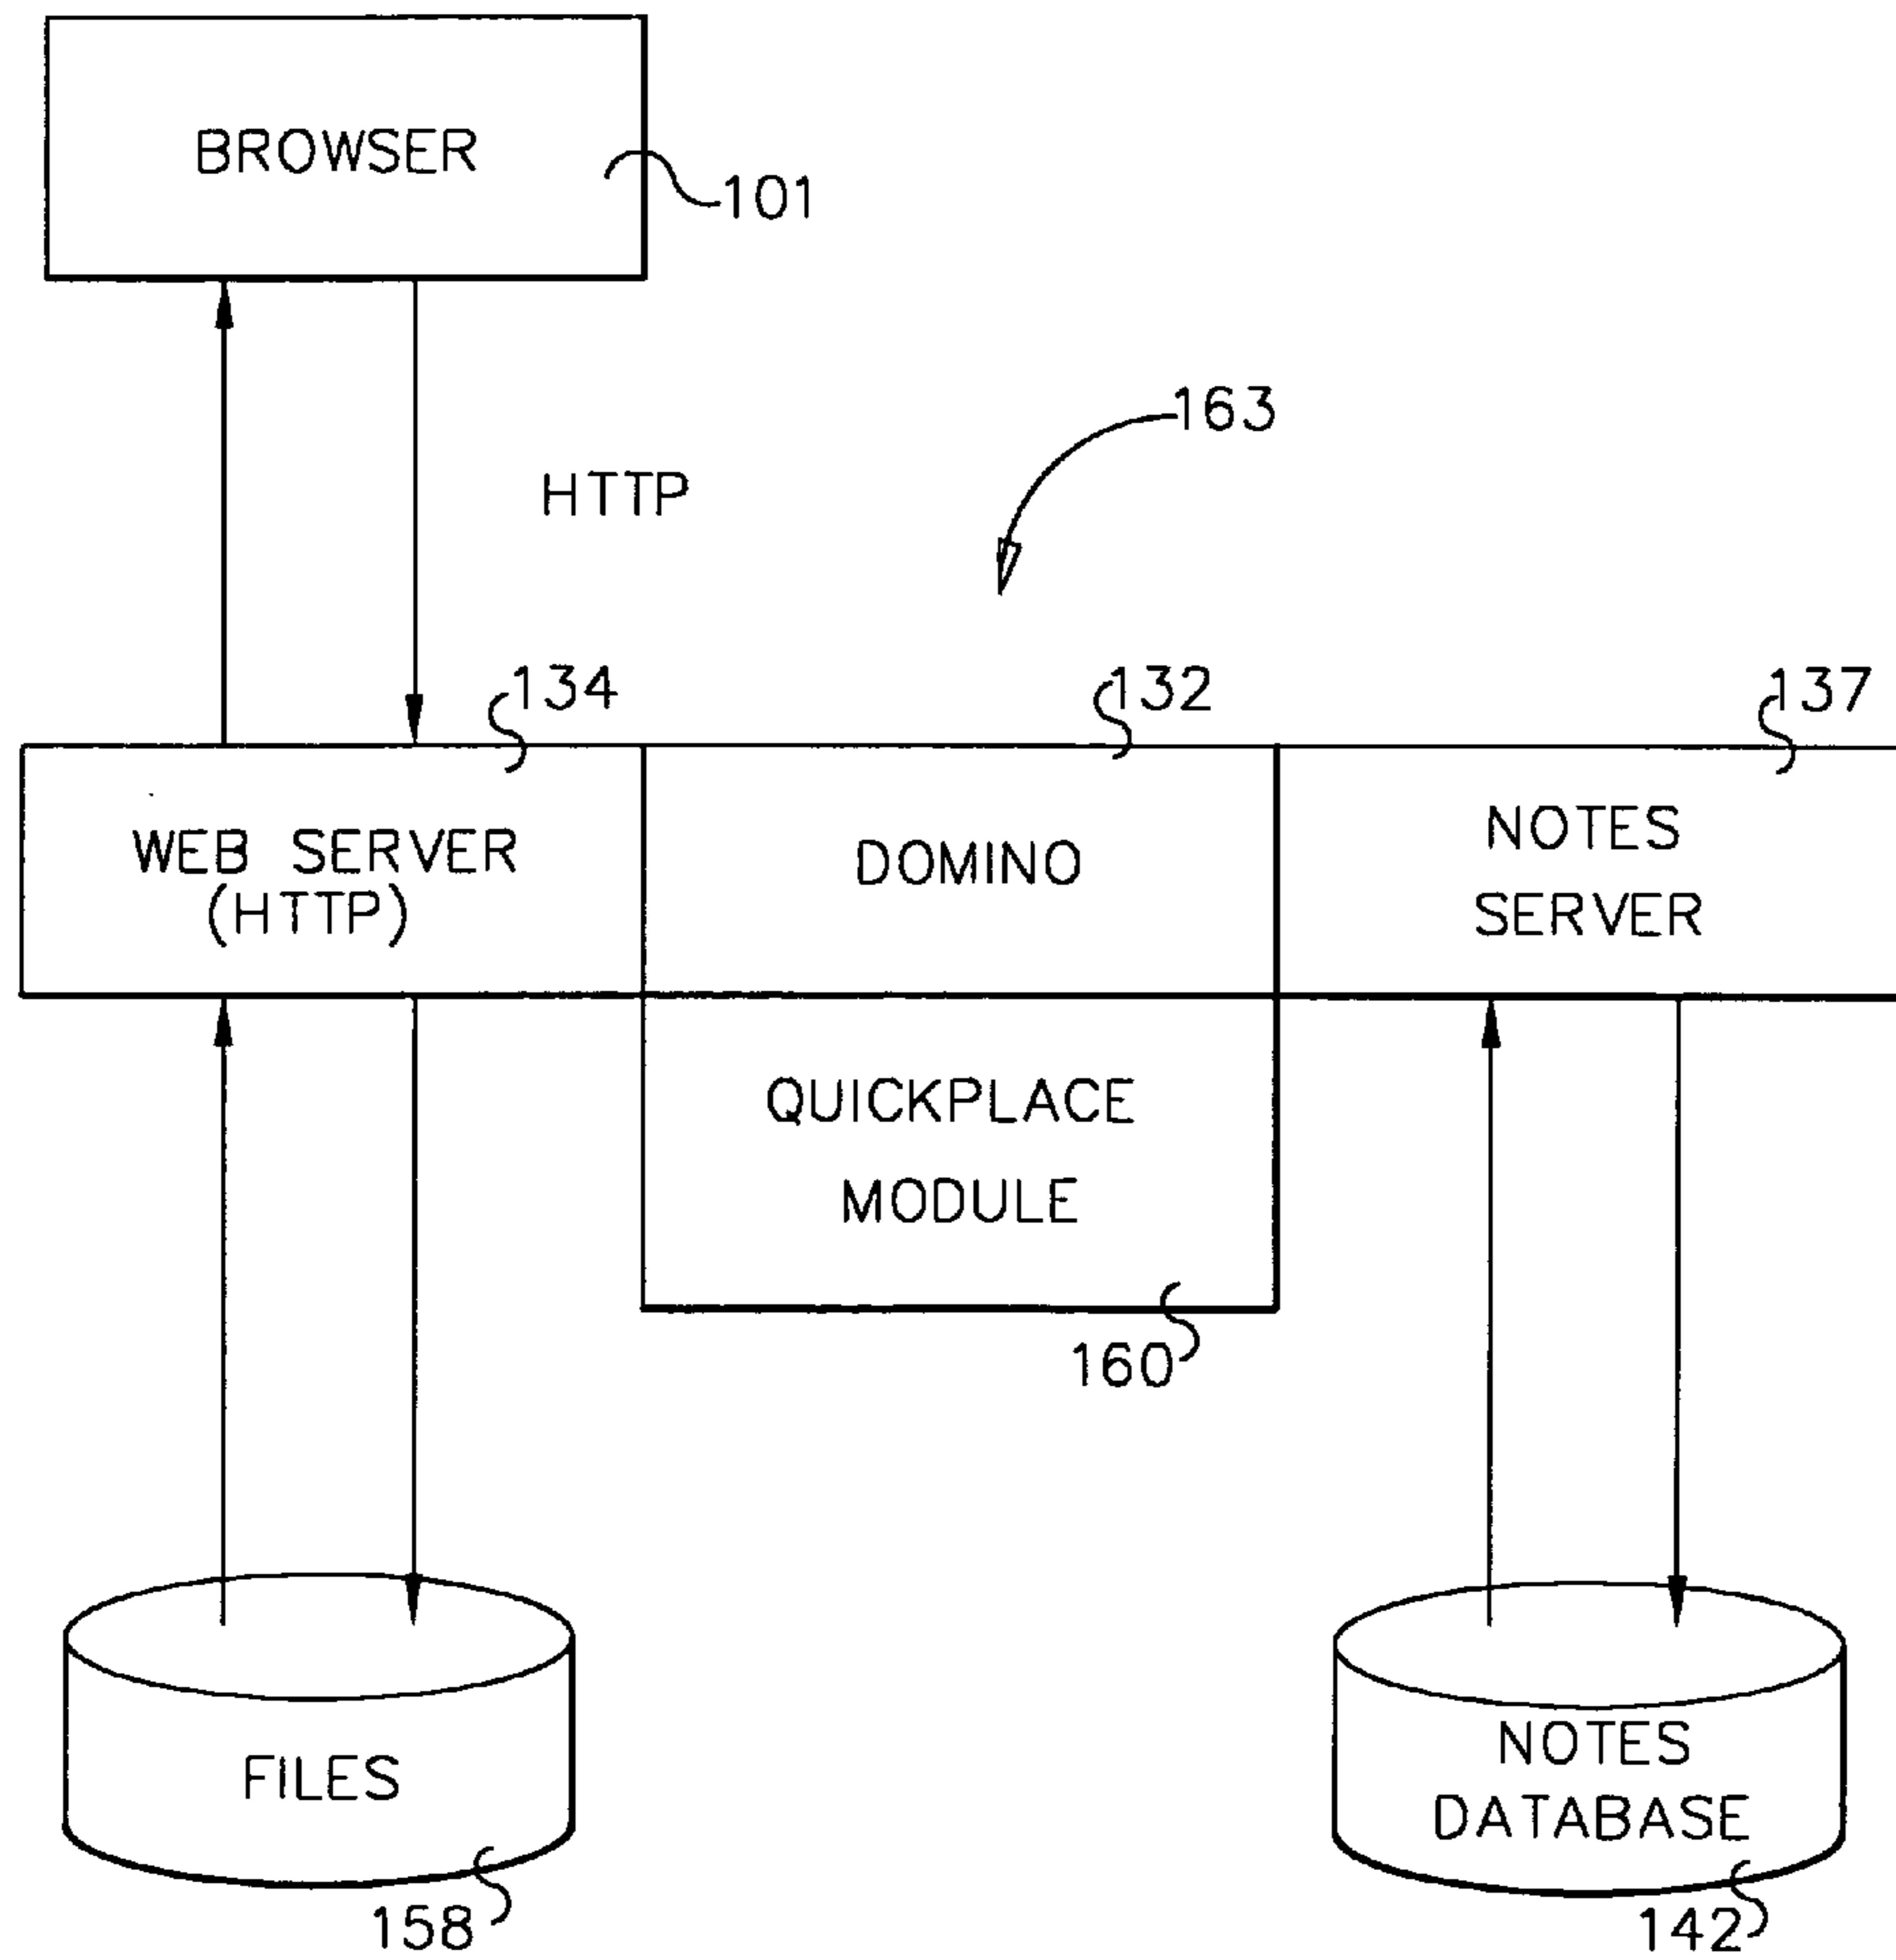 BROWSER
101
HTTP
163
134
132
137
WEB SERVER
(HTTP)
DOMINO
NOTES
SERVER
QUICKPLACE
MODULE
160
FILES
158
NOTES
DATABASE
142